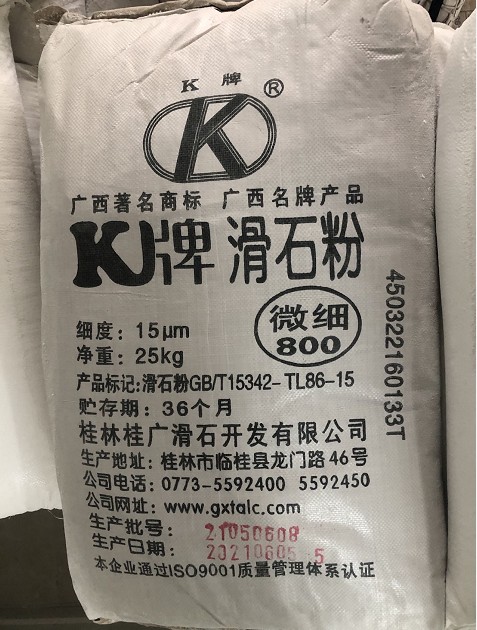 K 牌
K ®
广西著名商标 广西名牌产品
K牌 滑石粉
细度: 15μm
净重: 25kg
微细
800
产品标记:滑石粉GB/T15342-TL86-15
贮存期: 36个月
桂林桂广滑石开发有限公司
生产地址: 桂林市临桂县龙门路46号
公司电话: 0773-5592400 5592450
公司网址: www.gxtalc.com
生产批号: 21050608
生产日期: 20210605 5
本企业通过ISO9001质量管理体系认证
450322160133T